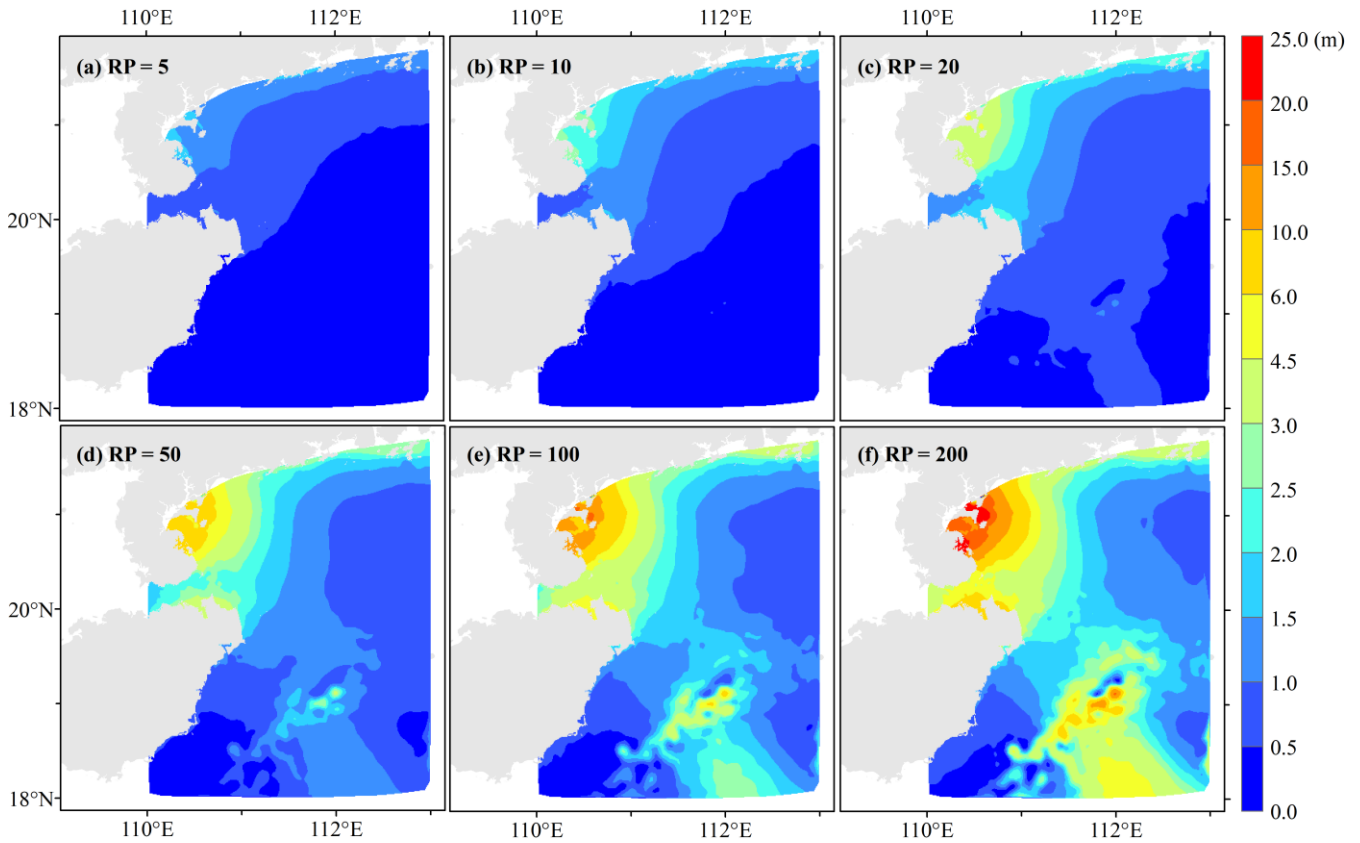 110°E 112°E 110°E 112°E 110°E 112°E
(a) RP = 5
(b) RP = 10
(c) RP = 20
20°N
18°N
(d) RP = 50
(e) RP = 100
(f) RP = 200
20°N
18°N
110°E 112°E 110°E 112°E 110°E 112°E
25.0 (m)
20.0
15.0
10.0
6.0
4.5
3.0
2.5
2.0
1.5
1.0
0.5
0.0